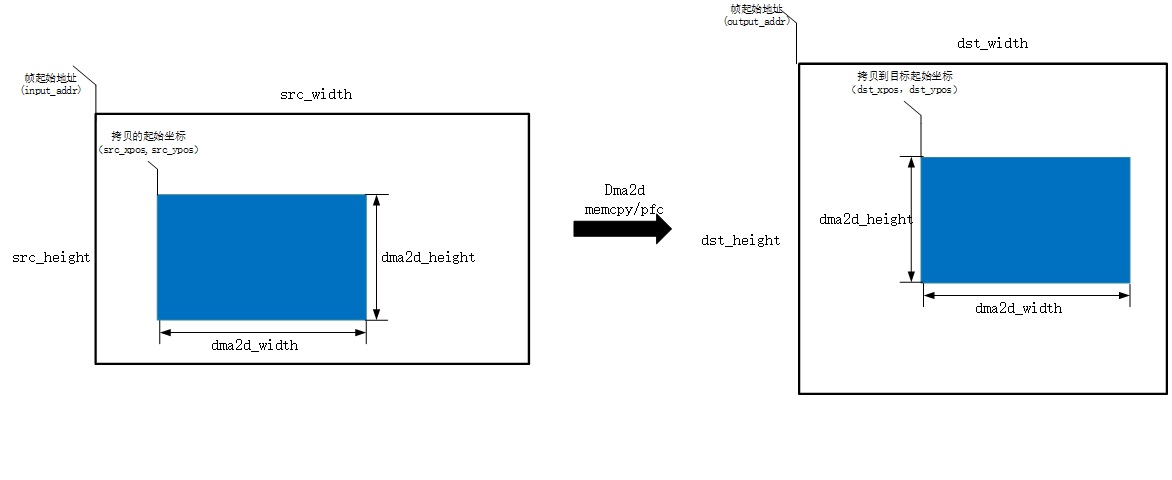 帧起始地址
(input_addr)
src_width
拷贝的起始坐标
(src_xpos, src_ypos)
src_height
dma2d_height
dma2d_width
Dma2d
memcpy/pfc
帧起始地址
(output_addr)
dst_width
拷贝到目标起始坐标
(dst_xpos, dst_ypos)
dma2d_height
dst_height
dma2d_width